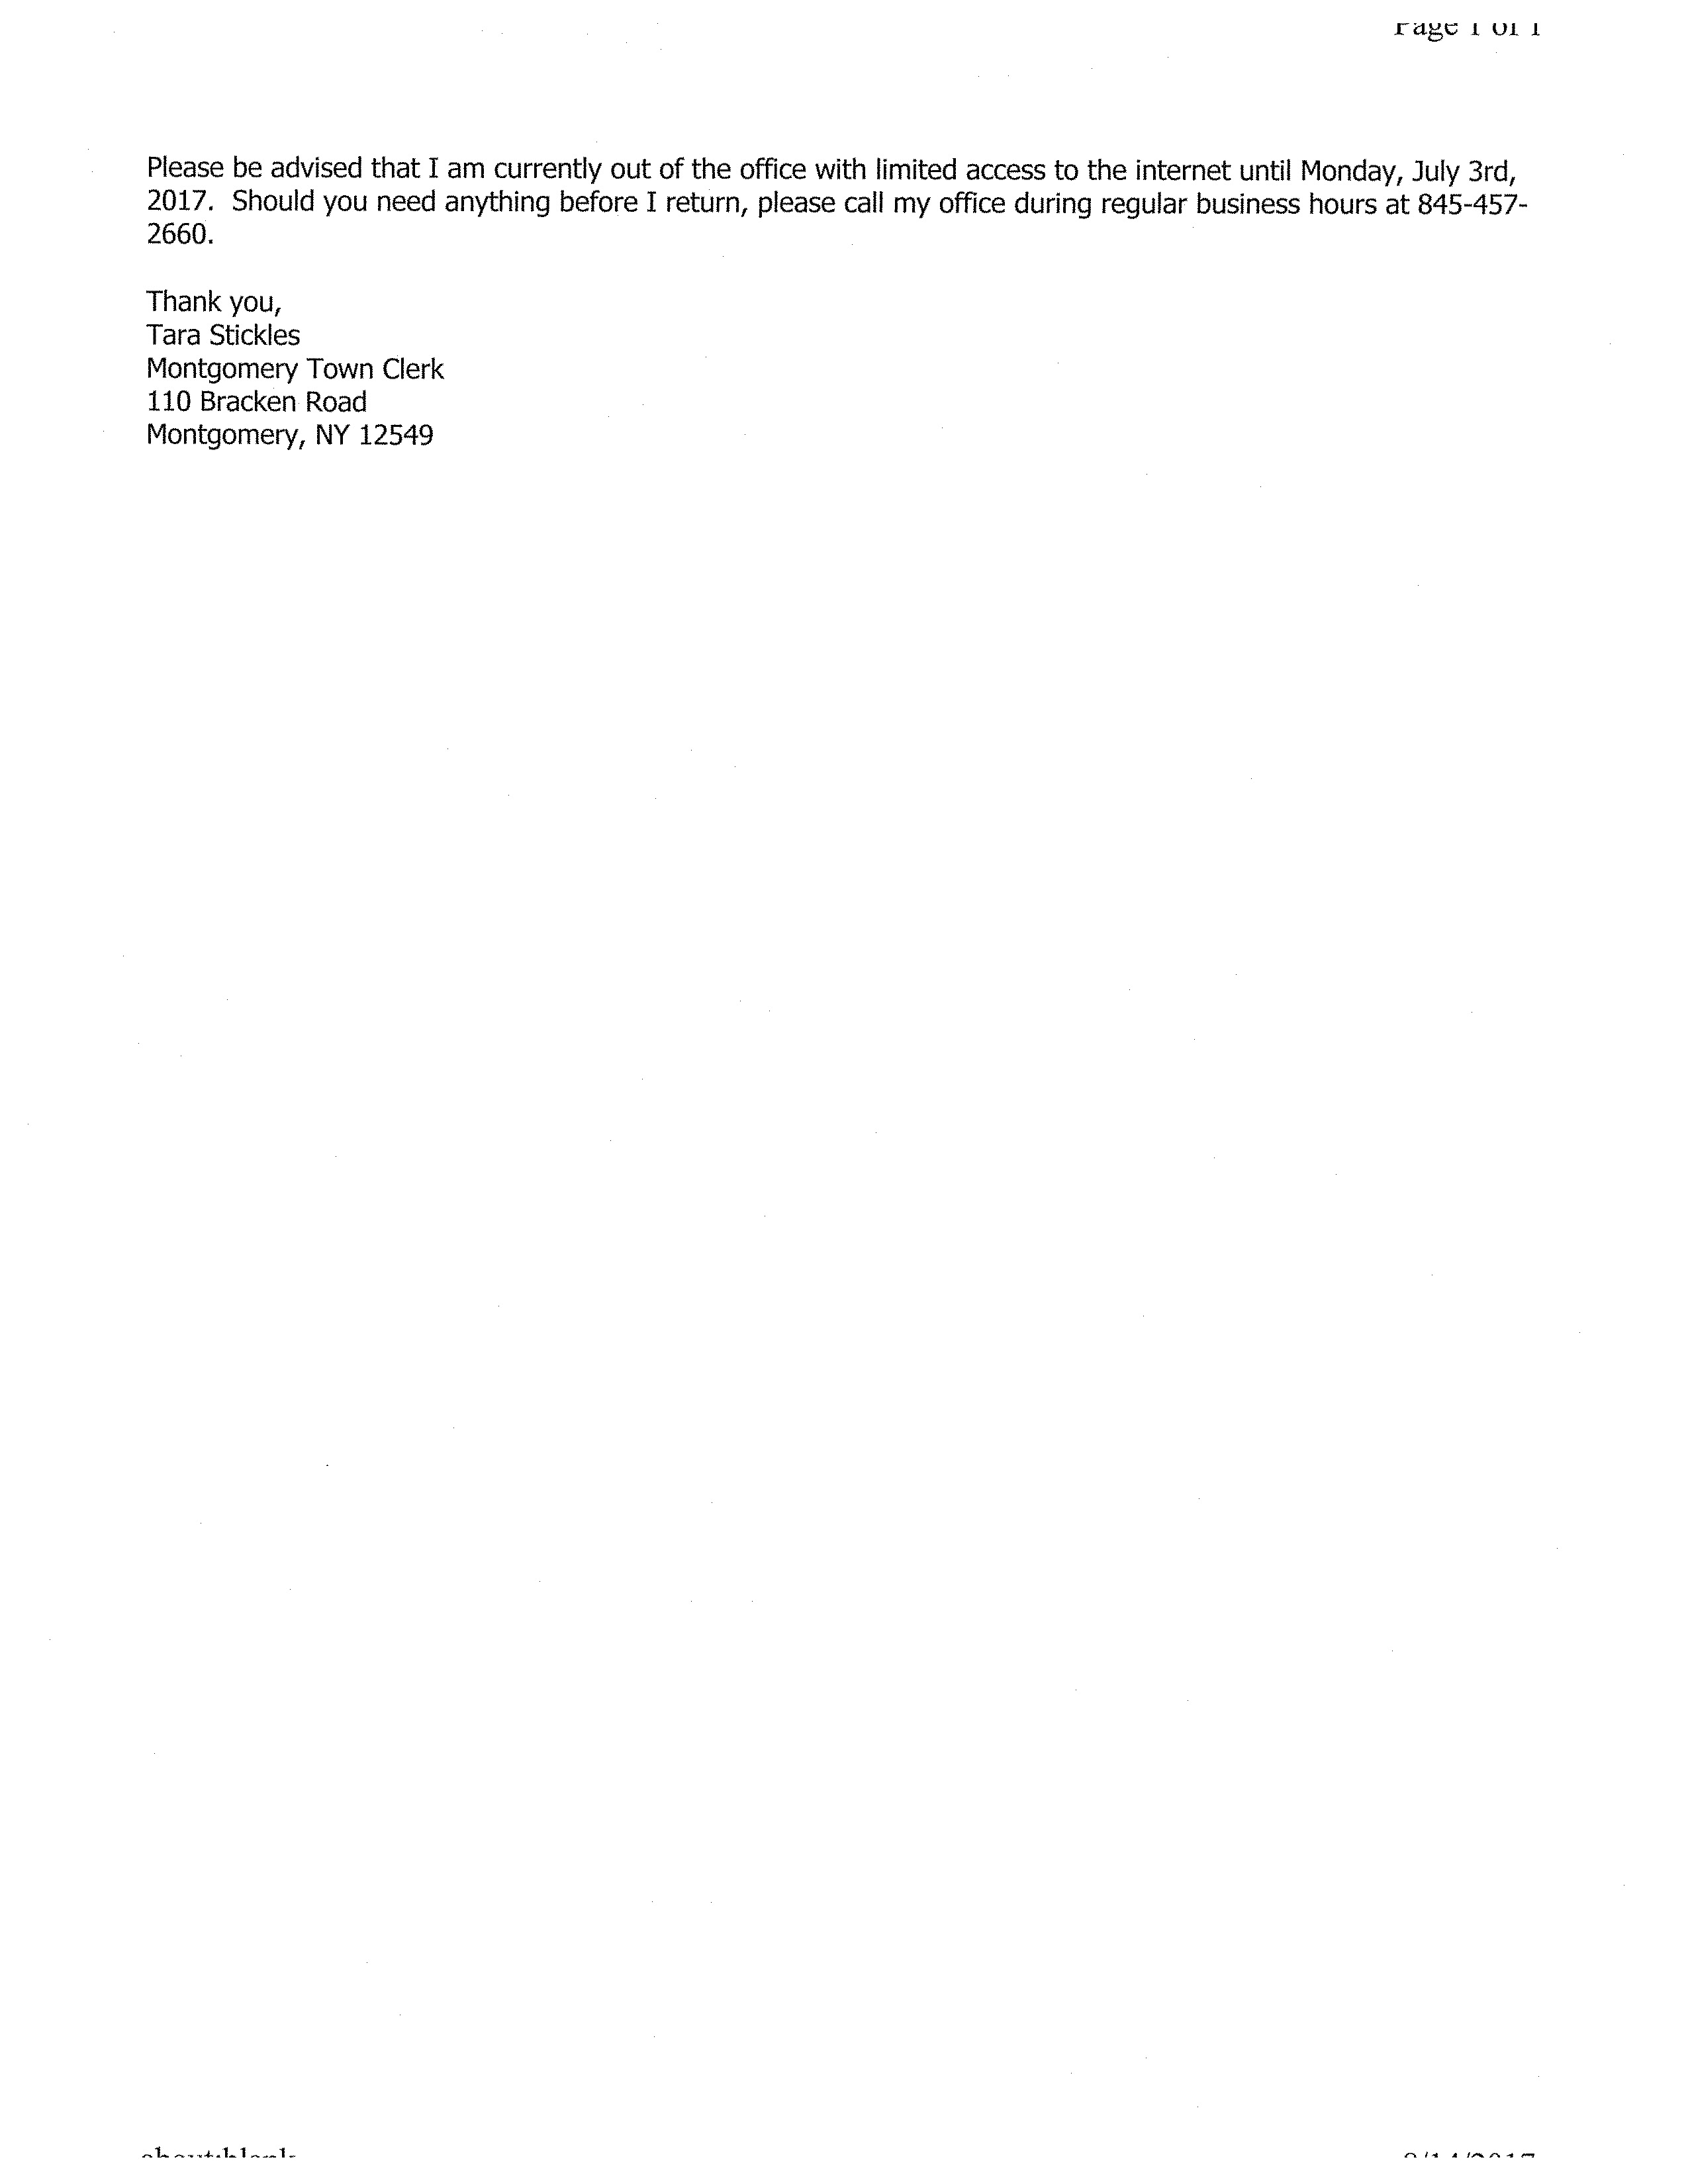 Page 1 of 1
Please be advised that I am currently out of the office with limited access to the internet until Monday, July 3rd,
2017.  Should you need anything before I return, please call my office during regular business hours at 845-457-
2660.
Thank you,
Tara Stickles
Montgomery Town Clerk
110 Bracken Road
Montgomery, NY 12549
about:blank